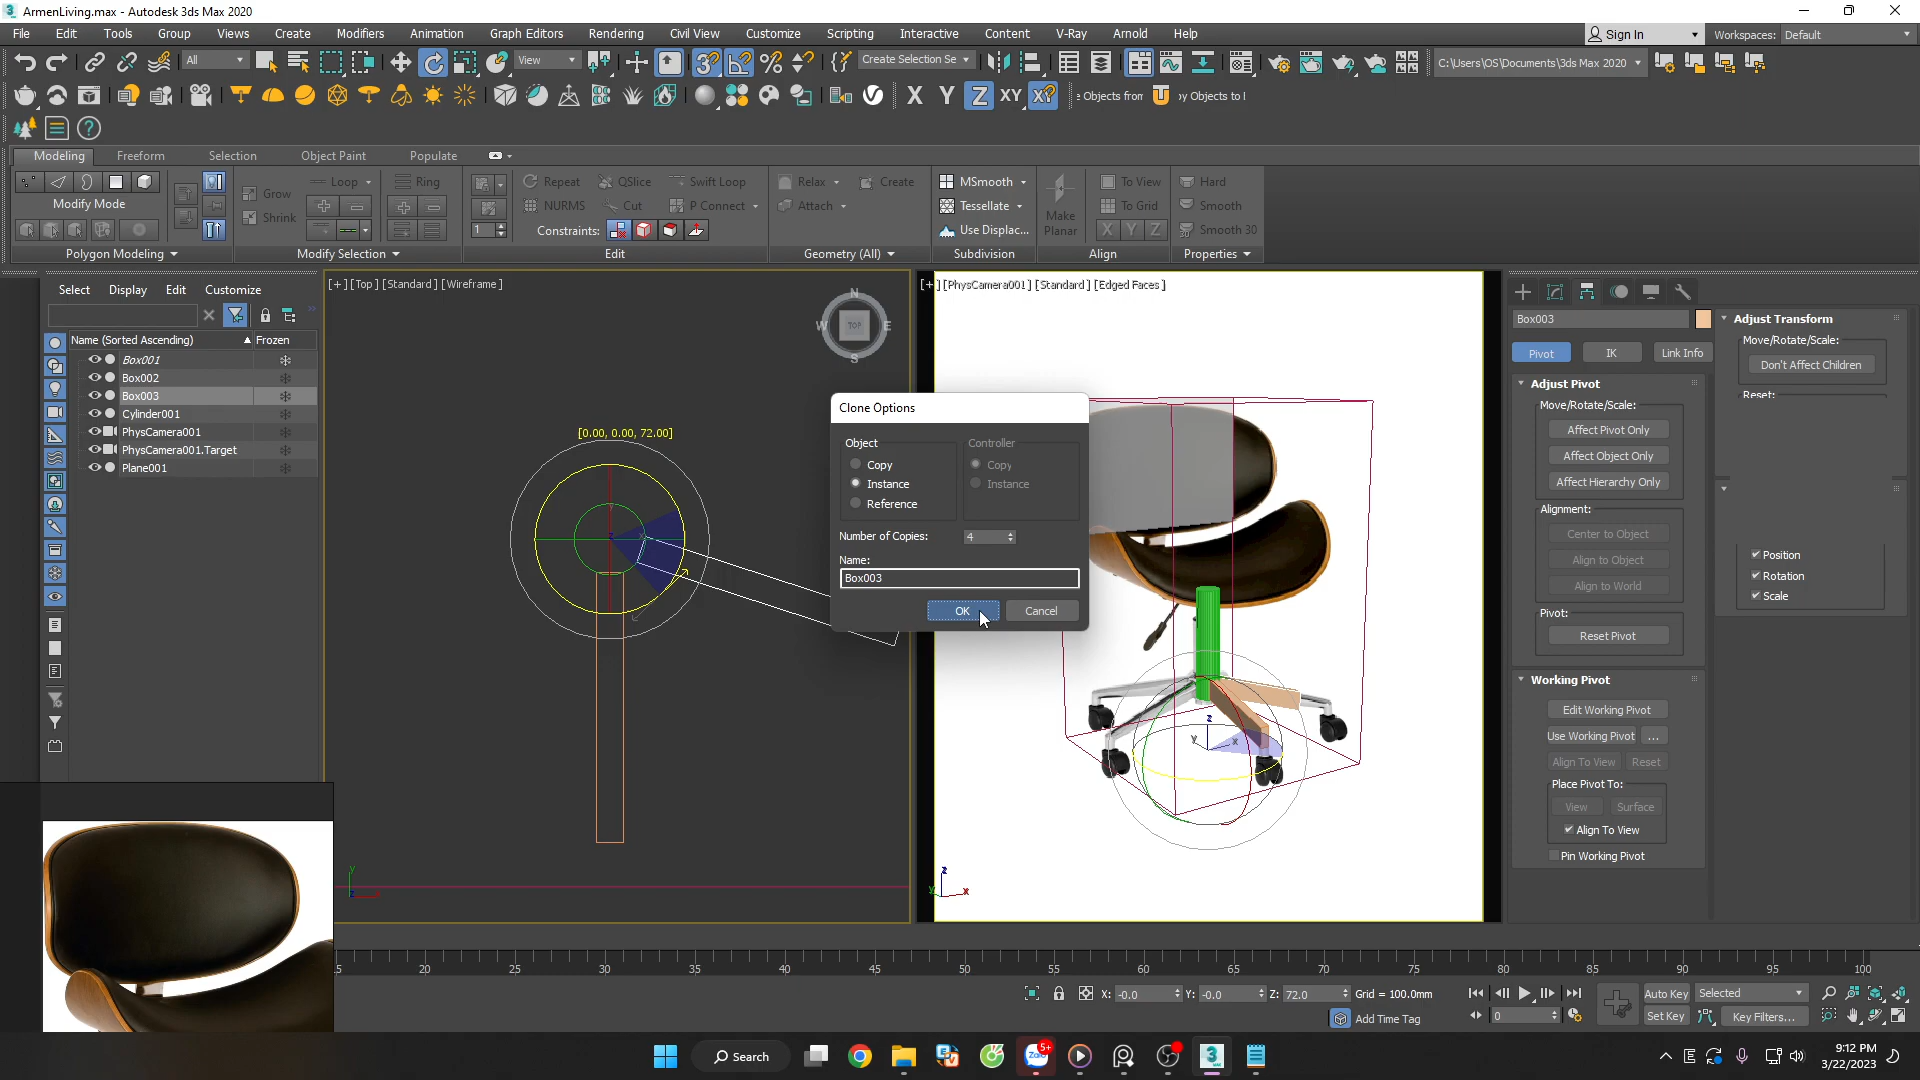 ArmenLiving.max - Autodesk 3ds Max 2020
File Edit Tools Group Views Create Modifiers Animation Graph Editors Rendering Civil View Customize Scripting Interactive Content V-Ray Arnold Help Sign In Workspaces: Default
All View Create Selection Se C:\Users\OS\Documents\3ds Max 2020
X Y Z XY XY e Objects from by Objects to l
Modeling Freeform Selection Object Paint Populate
Grow Loop Ring Repeat QSlice Swift Loop Relax Create MSmooth To View Hard
Modify Mode Shrink NURMS Cut P Connect Attach Tessellate Make Planar To Grid Smooth
1 Constraints: Use Displac... X Y Z Smooth 30
Polygon Modeling Modify Selection Edit Geometry (All) Subdivision Align Properties
Select Display Edit Customize
Name (Sorted Ascending) Frozen
Box001
Box002
Box003
Cylinder001
PhysCamera001
PhysCamera001.Target
Plane001
[+] [Top] [Standard] [Wireframe]
N
W TOP E
S
[0.00, 0.00, 72.00]
[+] [PhysCamera001] [Standard] [Edged Faces]
Clone Options
Object
Copy
Instance
Reference
Controller
Copy
Instance
Number of Copies: 4
Name:
Box003
OK Cancel
Box003
Pivot IK Link Info
Adjust Pivot
Move/Rotate/Scale:
Affect Pivot Only
Affect Object Only
Affect Hierarchy Only
Alignment:
Center to Object
Align to Object
Align to World
Pivot:
Reset Pivot
Working Pivot
Edit Working Pivot
Use Working Pivot ...
Align To View Reset
Place Pivot To:
View Surface
Align To View
Pin Working Pivot
Adjust Transform
Move/Rotate/Scale:
Don't Affect Children
Reset:
Position
Rotation
Scale
20 25 30 35 40 45 50 55 60 65 70 75 80 85 90 95 100
X: -0.0 Y: -0.0 Z: 72.0 Grid = 100.0mm
Add Time Tag
0
Auto Key Selected
Set Key Key Filters...
Search
5+
9:12 PM
3/22/2023